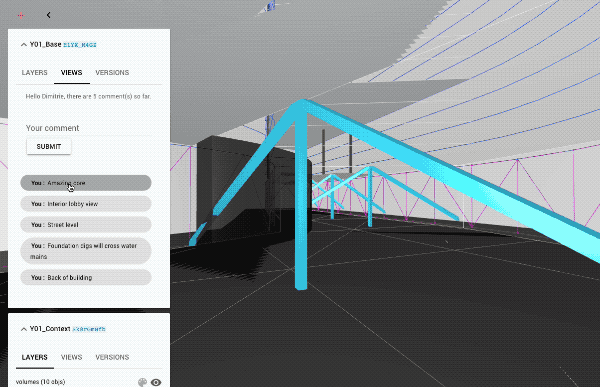 Y01_Base
LAYERS VIEWS VERSIONS
Hello Dimitrie, there are 5 comment(s) so far.
Your comment
SUBMIT
You : Amazing core
You : Interior lobby view
You : Street level
You : Foundation digs will cross water
mains
You : Back of building
Y01_Context
LAYERS VIEWS VERSIONS
volumes (10 objs)